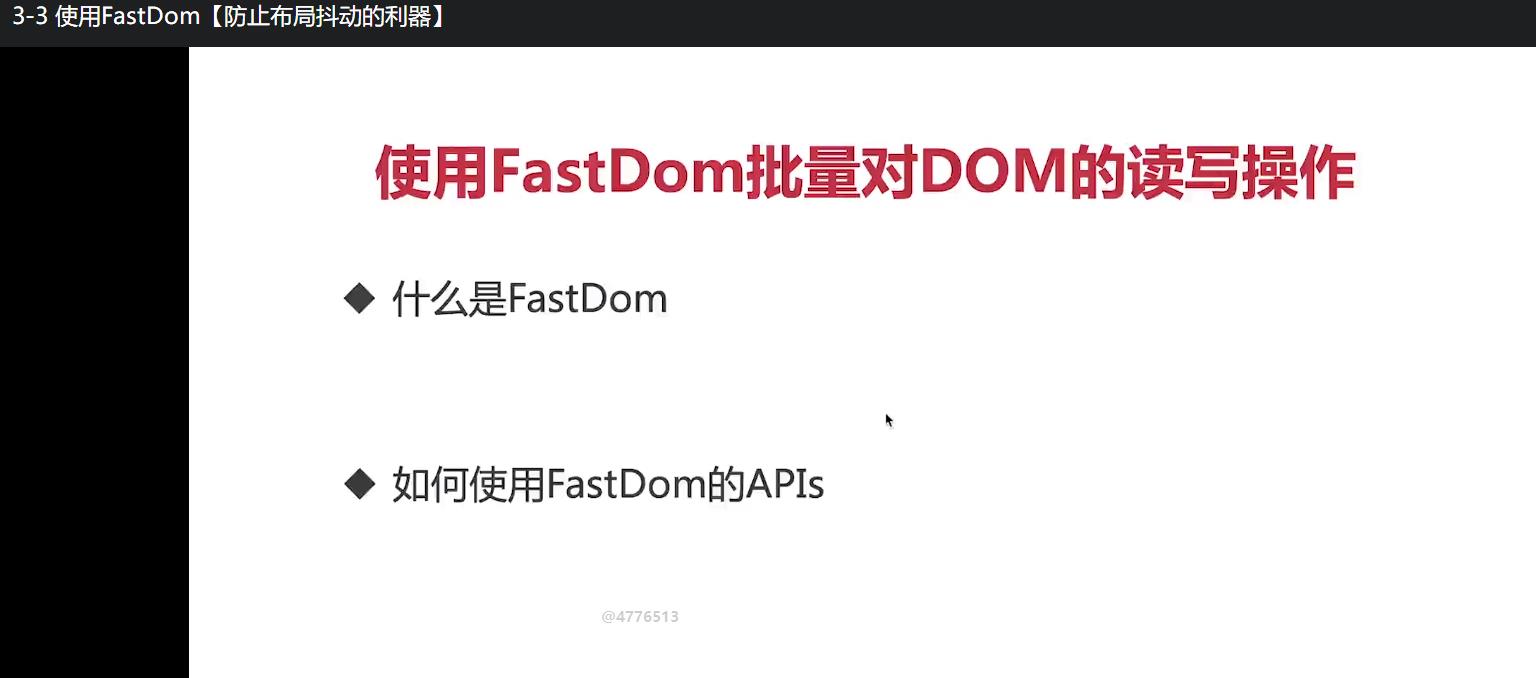 3-3 使用FastDom【防止布局抖动的利器】
使用FastDom批量对DOM的读写操作
◆ 什么是FastDom
◆ 如何使用FastDom的APIs
@4776513